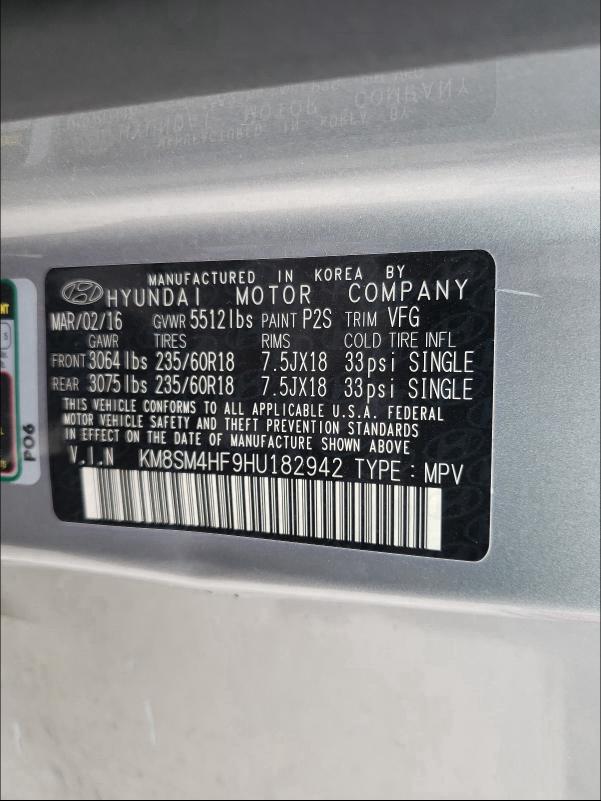 MANUFACTURED IN KOREA BY
HYUNDAI MOTOR COMPANY
MAR/02/16 GVWR 5512lbs PAINT P2S TRIM VFG
GAWR TIRES RIMS COLD TIRE INFL
FRONT 3064lbs 235/60R18 7.5JX18 33psi SINGLE
REAR 3075lbs 235/60R18 7.5JX18 33psi SINGLE
THIS VEHICLE CONFORMS TO ALL APPLICABLE U.S.A. FEDERAL
MOTOR VEHICLE SAFETY AND THEFT PREVENTION STANDARDS
IN EFFECT ON THE DATE OF MANUFACTURE SHOWN ABOVE
V.I.N KM8SM4HF9HU182942 TYPE : MPV
P06